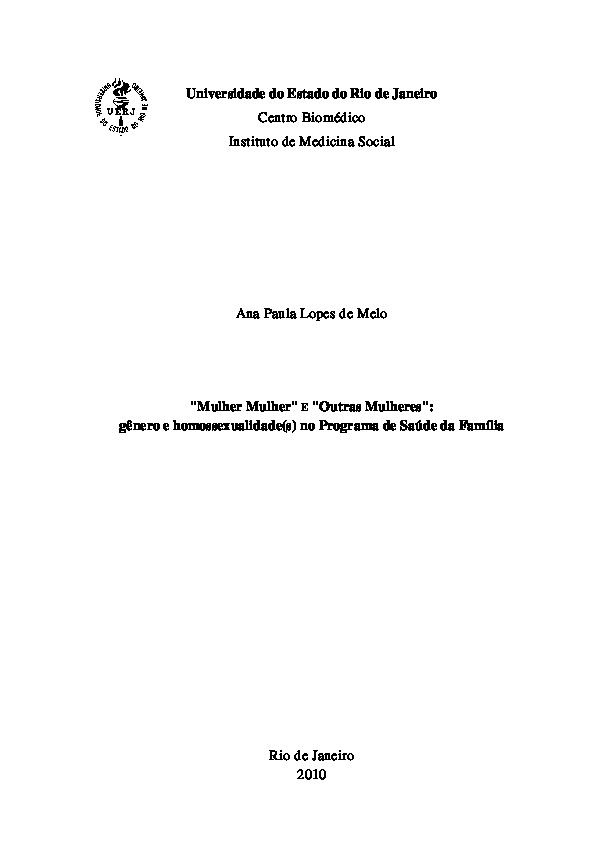 Universidade do Estado do Rio de Janeiro
Centro Biomédico
Instituto de Medicina Social
UERJ
Ana Paula Lopes de Melo
"Mulher Mulher" E "Outras Mulheres":
gênero e homossexualidade(s) no Programa de Saúde da Família
Rio de Janeiro
2010